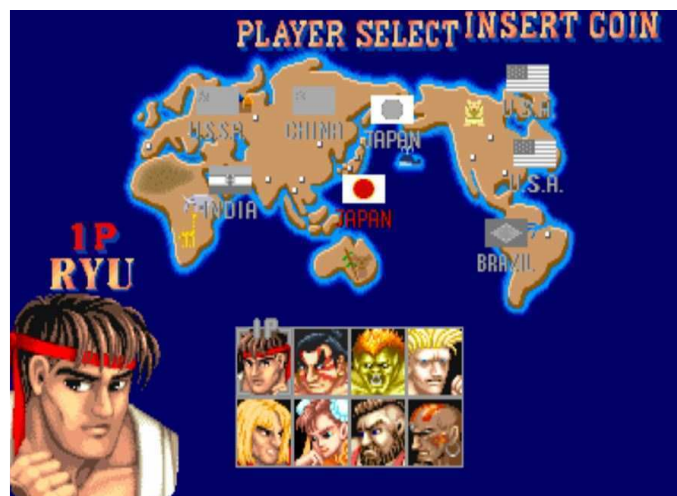 PLAYER SELECT INSERT COIN
U.S.A.
U.S.S.R.
CHINA
JAPAN
U.S.A.
INDIA
JAPAN
1P
RYU
BRAZIL
1P